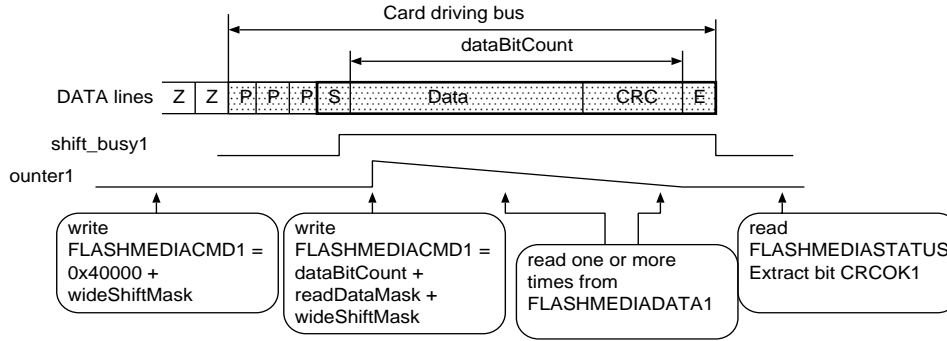 Card driving bus
dataBitCount
DATA lines Z Z P P P S Data CRC E
shift_busy1
ounter1
write
FLASHMEDIACMD1 =
0x40000 +
wideShiftMask
write
FLASHMEDIACMD1 =
dataBitCount +
readDataMask +
wideShiftMask
read one or more
times from
FLASHMEDIADATA1
read
FLASHMEDIASTATUS
Extract bit CRCOK1